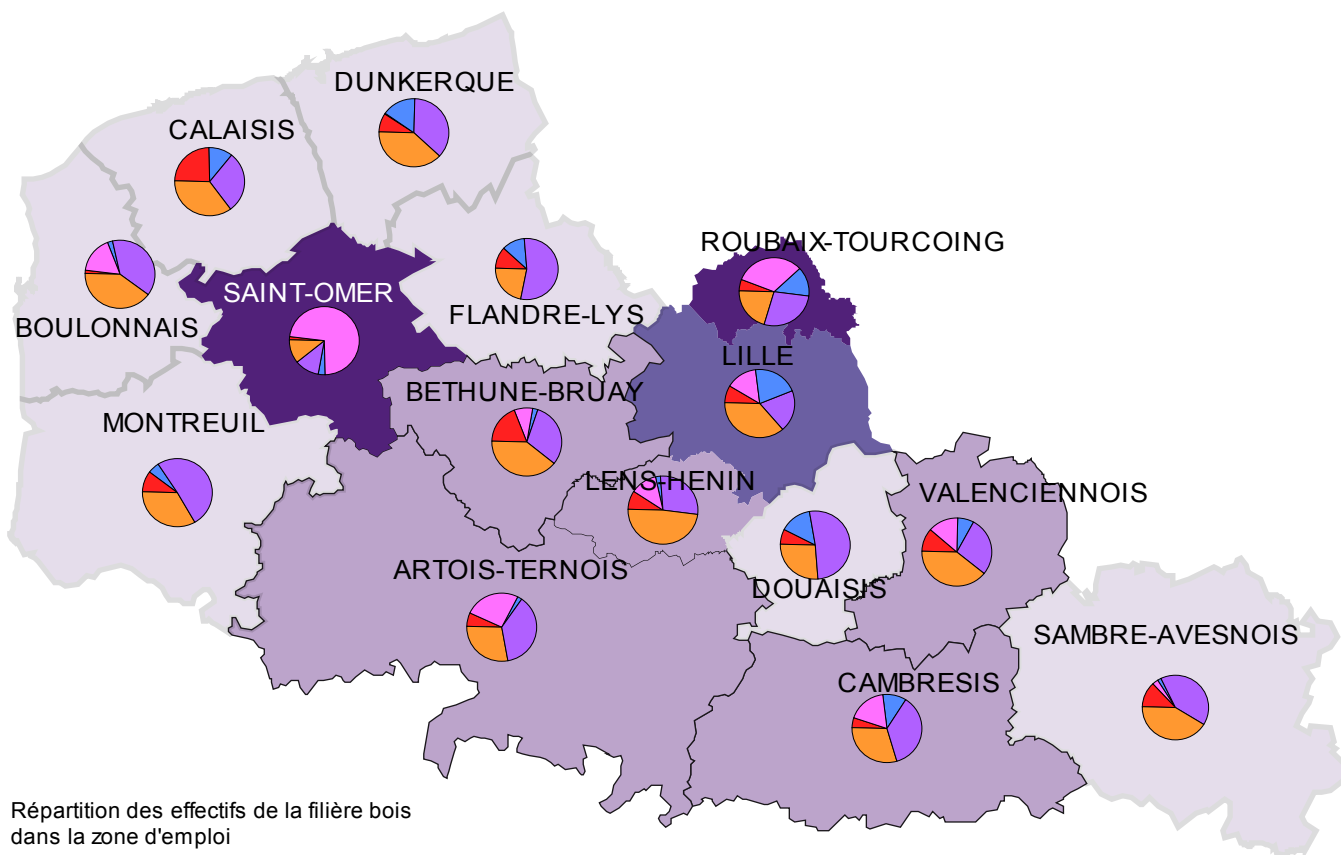 DUNKERQUE
CALAISIS
ROUBAIX-TOURCOING
SAINT-OMER
BOULONNAIS
FLANDRE-LYS
LILLE
BETHUNE-BRUAY
MONTREUIL
LENS-HENIN
VALENCIENNOIS
ARTOIS-TERNOIS
DOUAISIS
SAMBRE-AVESNOIS
CAMBRESIS
Répartition des effectifs de la filière bois
dans la zone d'emploi